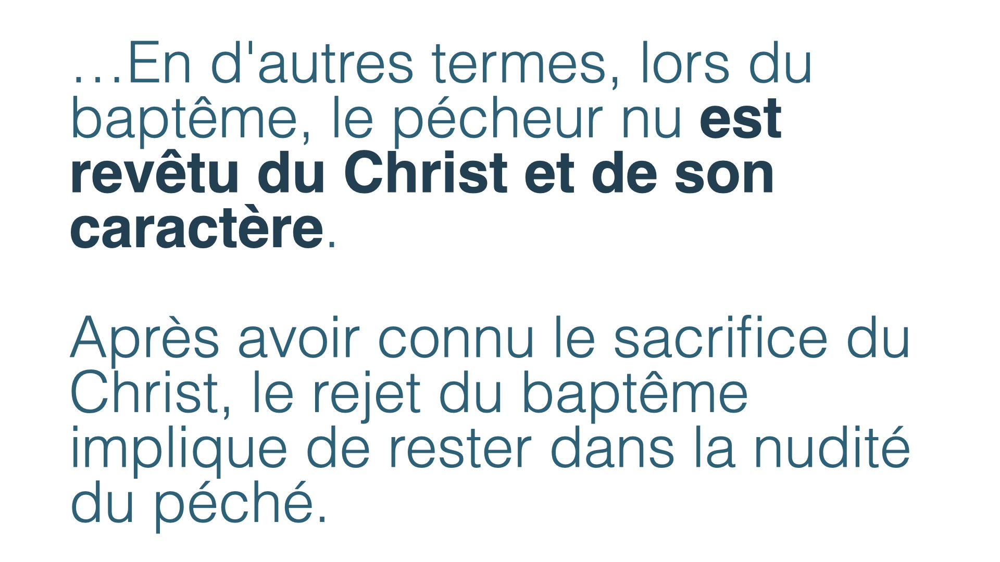 …En d'autres termes, lors du
baptême, le pécheur nu est
revêtu du Christ et de son
caractère.
Après avoir connu le sacrifice du
Christ, le rejet du baptême
implique de rester dans la nudité
du péché.